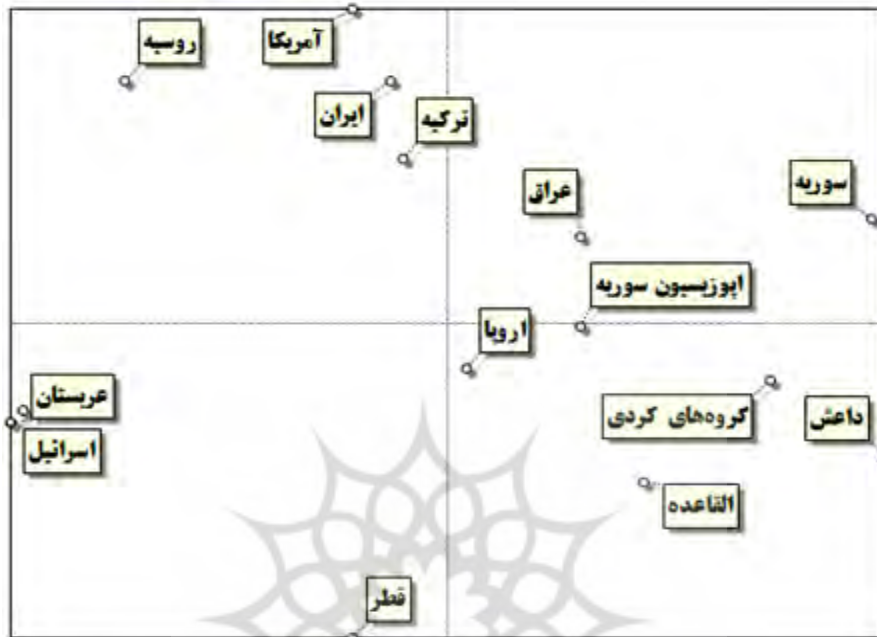 آمریکا
روسیه
ایران
ترکیه
سوریه
عراق
اپوزیسیون سوریه
اروپا
عربستان
گروه‌های کردی
داعش
اسرائیل
القاعده
قطر